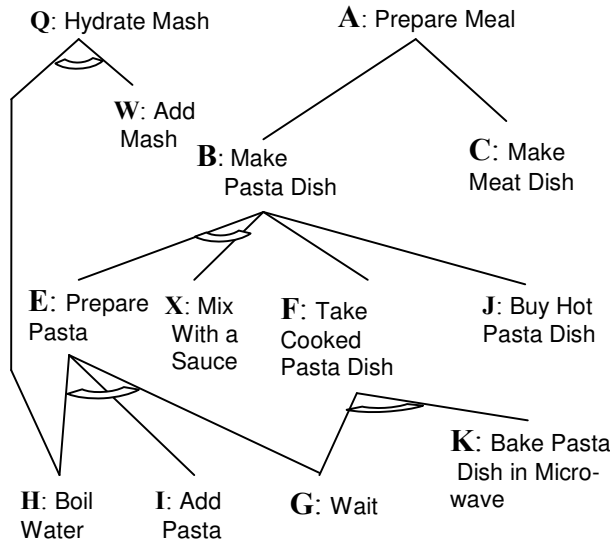 Q: Hydrate Mash
A: Prepare Meal
W: Add
Mash
B: Make
Pasta Dish
C: Make
Meat Dish
E: Prepare
Pasta
X: Mix
With a
Sauce
F: Take
Cooked
Pasta Dish
J: Buy Hot
Pasta Dish
K: Bake Pasta
Dish in Micro-
wave
H: Boil
Water
I: Add
Pasta
G: Wait